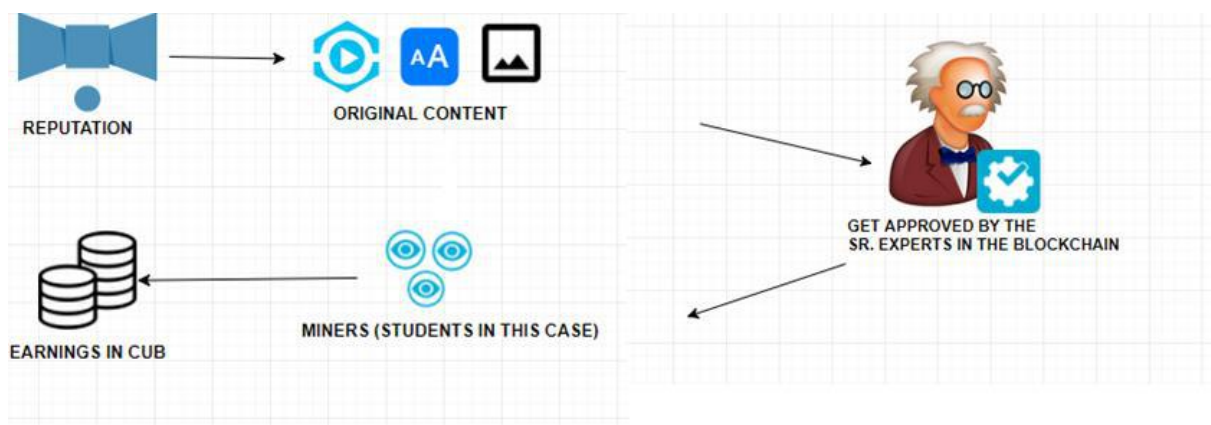 AA
REPUTATION
ORIGINAL CONTENT
GET APPROVED BY THE
SR. EXPERTS IN THE BLOCKCHAIN
MINERS (STUDENTS IN THIS CASE)
EARNINGS IN CUB